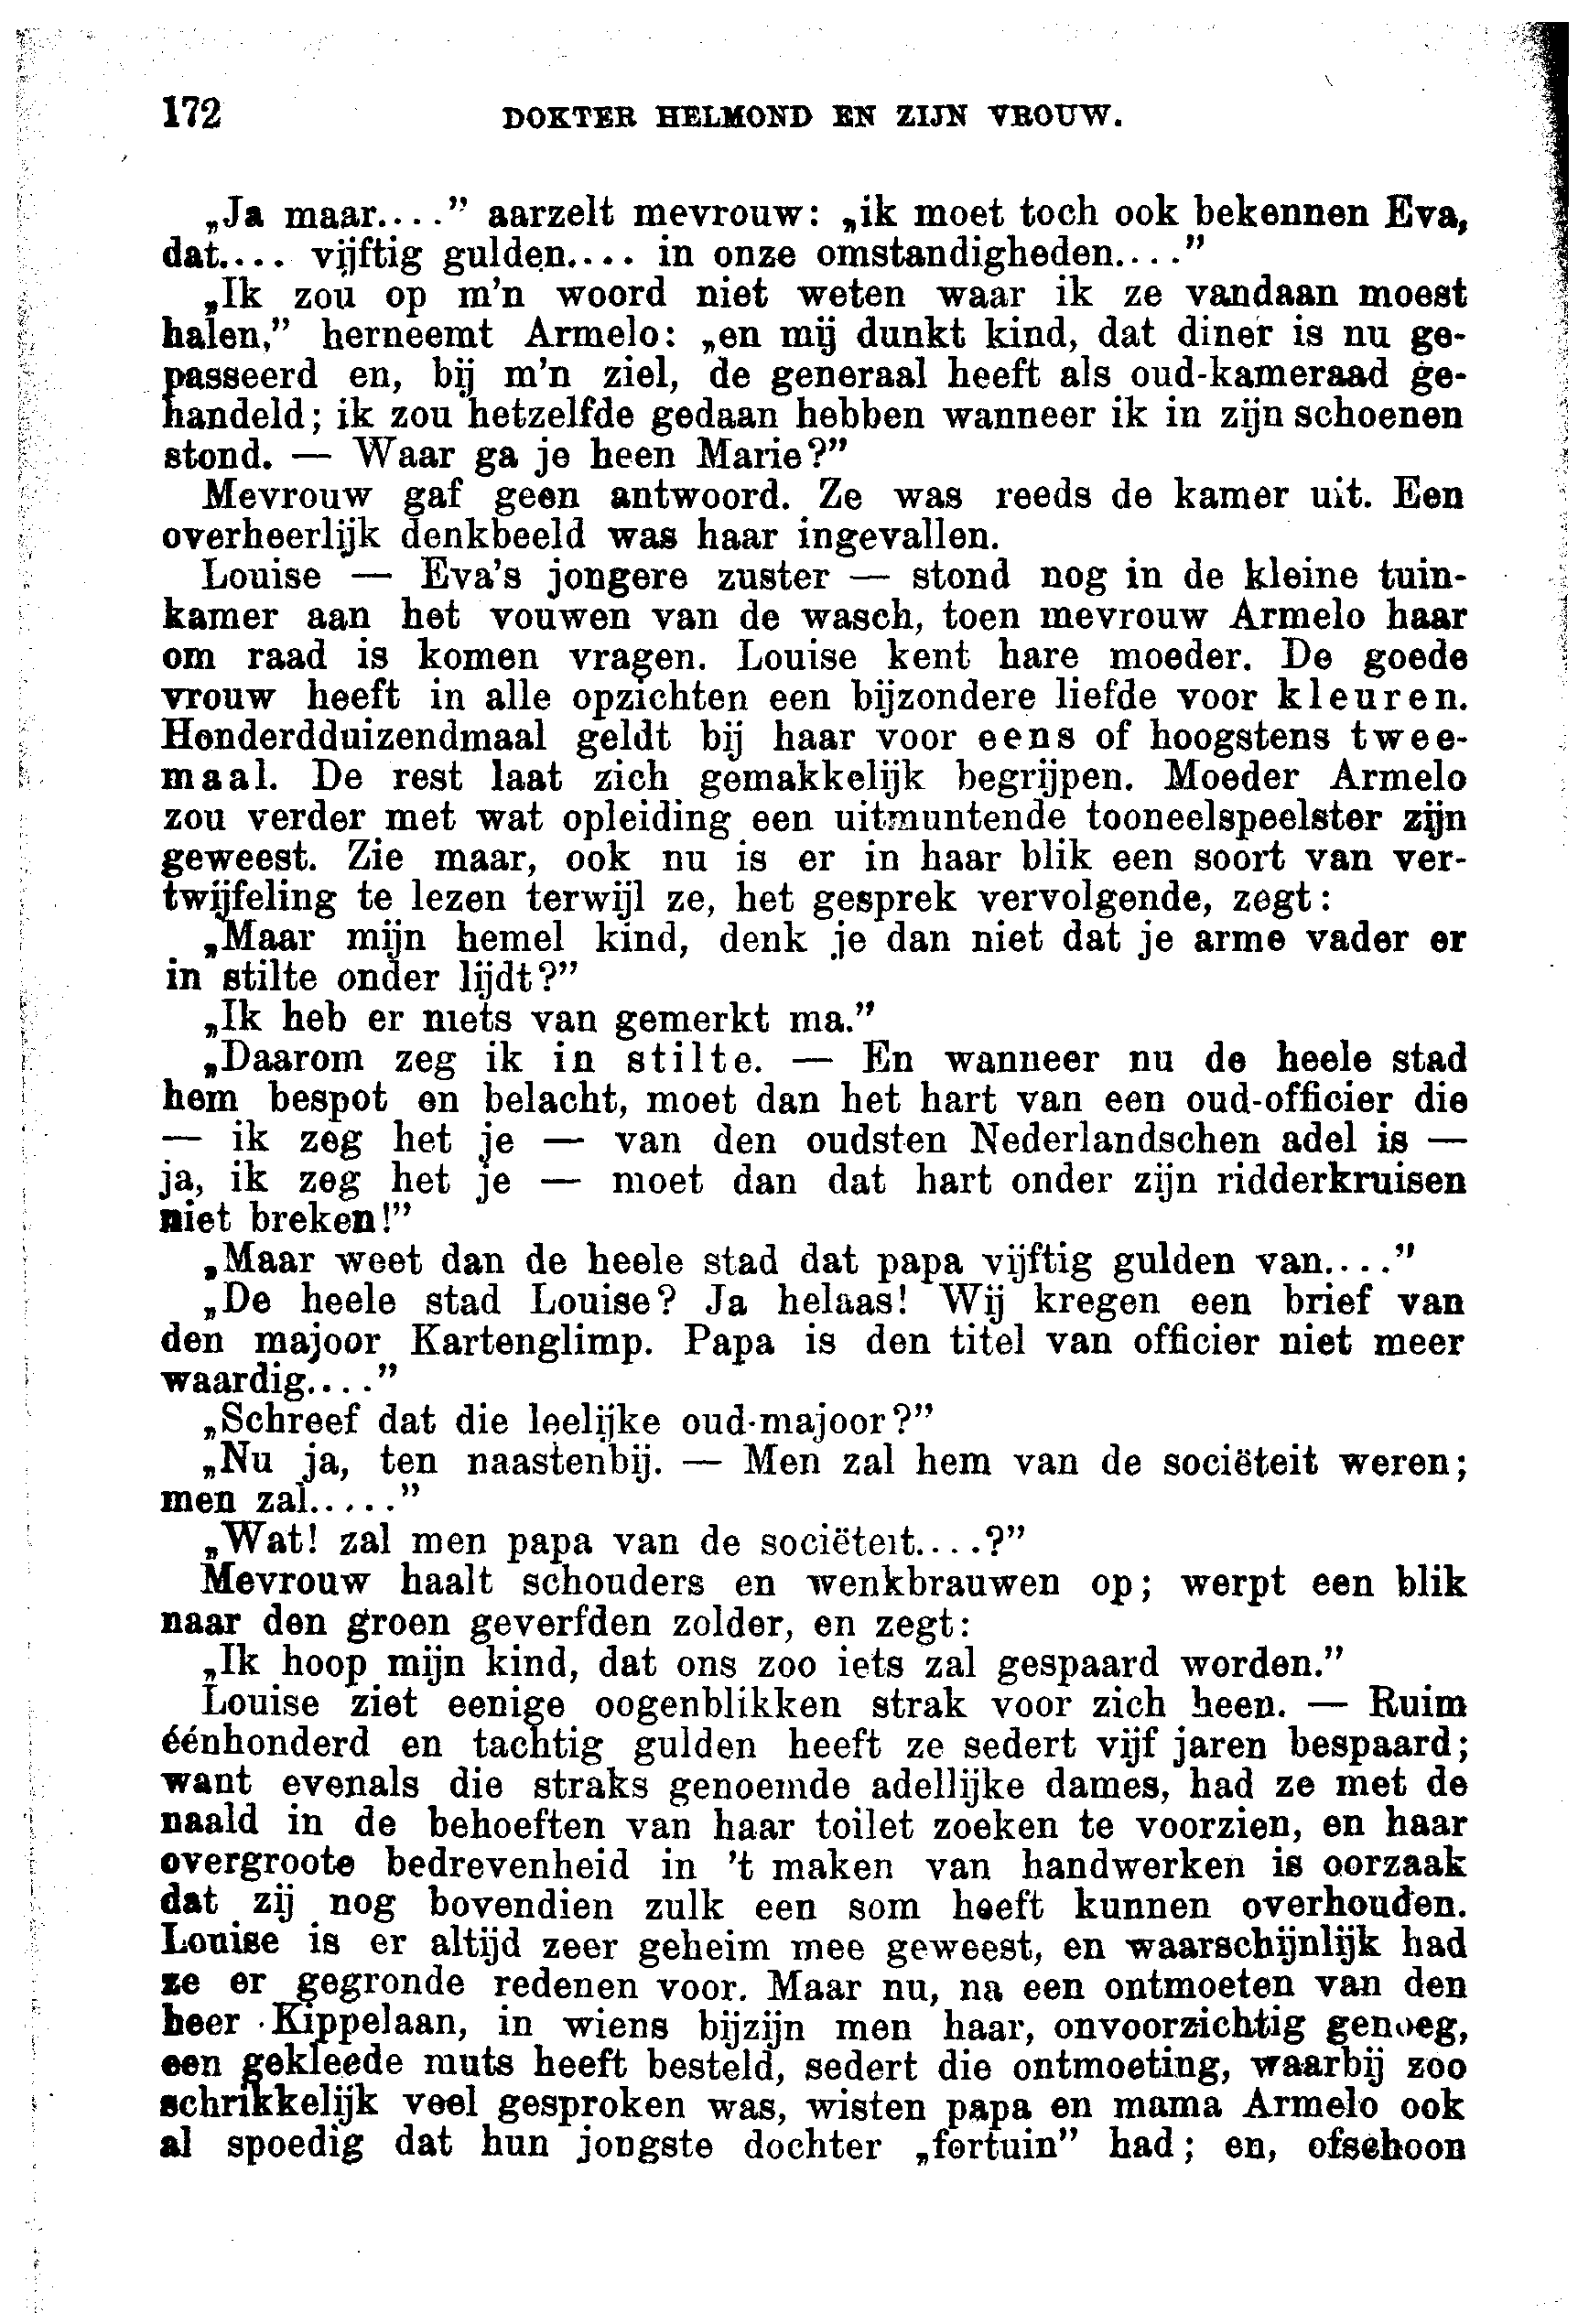 172 DOKTER HELMOND EN ZIJN VROUW.
„Ja maar....” aarzelt mevrouw: „ik moet toch ook bekennen Eva,
dat.... vijftig gulden.... in onze omstandigheden....”
„Ik zou op m'n woord niet weten waar ik ze vandaan moest
halen,” herneemt Armelo: „en mij dunkt kind, dat diner is nu ge-
passeerd en, bij m'n ziel, de generaal heeft als oud-kameraad ge-
handeld; ik zou hetzelfde gedaan hebben wanneer ik in zijn schoenen
stond. — Waar ga je heen Marie?”
Mevrouw gaf geen antwoord. Ze was reeds de kamer uit. Een
overheerlijk denkbeeld was haar ingevallen.
Louise — Eva's jongere zuster — stond nog in de kleine tuin-
kamer aan het vouwen van de wasch, toen mevrouw Armelo haar
om raad is komen vragen. Louise kent hare moeder. De goede
vrouw heeft in alle opzichten een bijzondere liefde voor kleuren.
Honderdduizendmaal geldt bij haar voor eens of hoogstens twee-
maal. De rest laat zich gemakkelijk begrijpen. Moeder Armelo
zou verder met wat opleiding een uitmuntende tooneelspeelster zijn
geweest. Zie maar, ook nu is er in haar blik een soort van ver-
twijfeling te lezen terwijl ze, het gesprek vervolgende, zegt:
„Maar mijn hemel kind, denk je dan niet dat je arme vader er
in stilte onder lijdt?”
„Ik heb er niets van gemerkt ma.”
„Daarom zeg ik in stilte. — En wanneer nu de heele stad
hem bespot en belacht, moet dan het hart van een oud-officier die
— ik zeg het je — van den oudsten Nederlandschen adel is —
ja, ik zeg het je — moet dan dat hart onder zijn ridderkruisen
niet breken!”
„Maar weet dan de heele stad dat papa vijftig gulden van....”
„De heele stad Louise? Ja helaas! Wij kregen een brief van
den majoor Kartenglimp. Papa is den titel van officier niet meer
waardig....”
„Schreef dat die leelijke oud-majoor?”
„Nu ja, ten naastenbij. — Men zal hem van de sociëteit weren;
men zal.....”
„Wat! zal men papa van de sociëteit....?”
Mevrouw haalt schouders en wenkbrauwen op; werpt een blik
naar den groen geverfden zolder, en zegt:
„Ik hoop mijn kind, dat ons zoo iets zal gespaard worden.”
Louise ziet eenige oogenblikken strak voor zich heen. — Ruim
éénhonderd en tachtig gulden heeft ze sedert vijf jaren bespaard;
want evenals die straks genoemde adellijke dames, had ze met de
naald in de behoeften van haar toilet zoeken te voorzien, en haar
overgroote bedrevenheid in 't maken van handwerken is oorzaak
dat zij nog bovendien zulk een som heeft kunnen overhouden.
Louise is er altijd zeer geheim mee geweest, en waarschijnlijk had
ze er gegronde redenen voor. Maar nu, na een ontmoeten van den
heer Kippelaan, in wiens bijzijn men haar, onvoorzichtig genoeg,
een gekleede muts heeft besteld, sedert die ontmoeting, waarbij zoo
schrikkelijk veel gesproken was, wisten papa en mama Armelo ook
al spoedig dat hun jongste dochter „fortuin” had; en, ofschoon